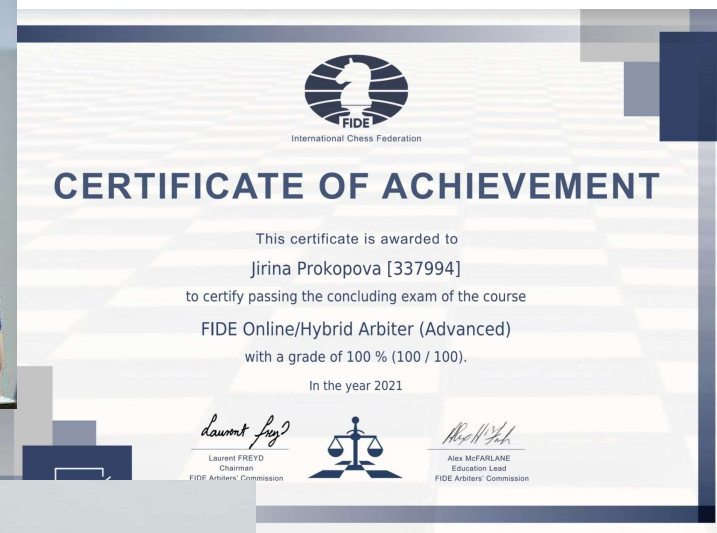 FIDE
International Chess Federation
CERTIFICATE OF ACHIEVEMENT
This certificate is awarded to
Jirina Prokopova [337994]
to certify passing the concluding exam of the course
FIDE Online/Hybrid Arbiter (Advanced)
with a grade of 100 % (100 / 100).
In the year 2021
Laurent Freyd
Laurent FREYD
Chairman
FIDE Arbiters' Commission
Alex McFARLANE
Education Lead
FIDE Arbiters' Commission